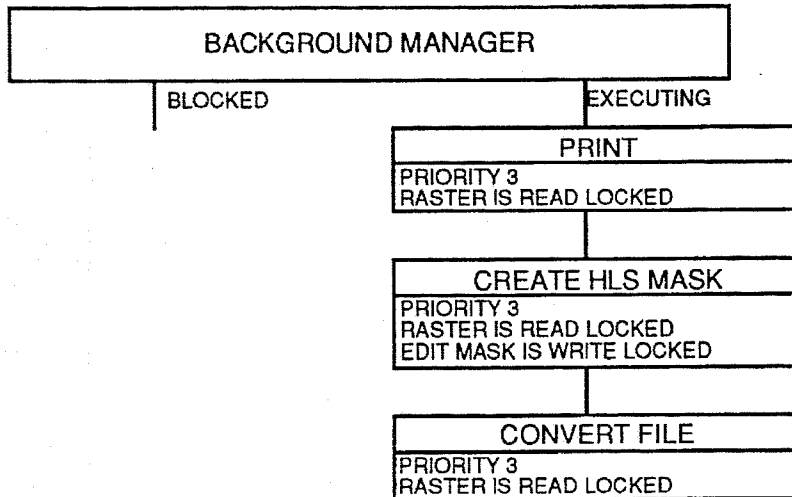 BACKGROUND MANAGER
BLOCKED
EXECUTING
PRINT
PRIORITY 3
RASTER IS READ LOCKED
CREATE HLS MASK
PRIORITY 3
RASTER IS READ LOCKED
EDIT MASK IS WRITE LOCKED
CONVERT FILE
PRIORITY 3
RASTER IS READ LOCKED